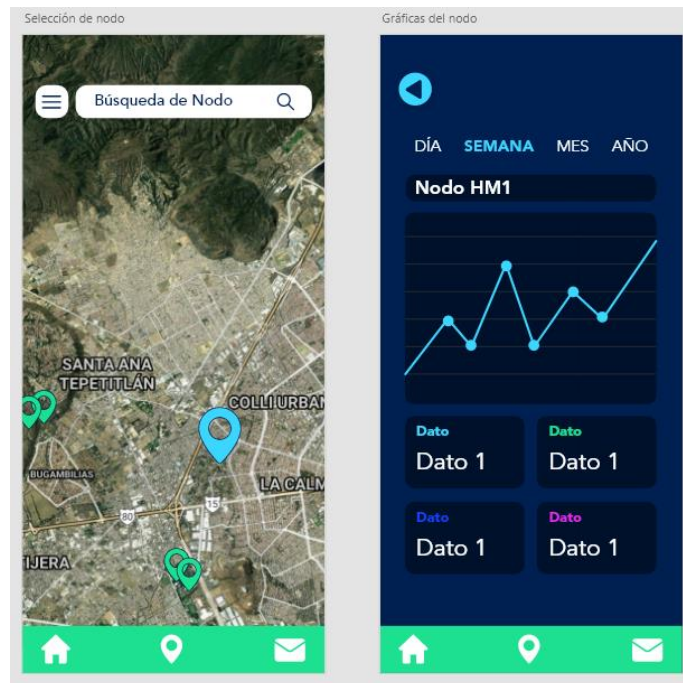 Selección de nodo
Búsqueda de Nodo
SANTA ANA
TEPETITLÁN
COLLI URBAN
BUGAMBILIAS
LA CALM
15
80
TIJERA
Gráficas del nodo
DÍA SEMANA MES AÑO
Nodo HM1
Dato
Dato 1
Dato
Dato 1
Dato
Dato 1
Dato
Dato 1